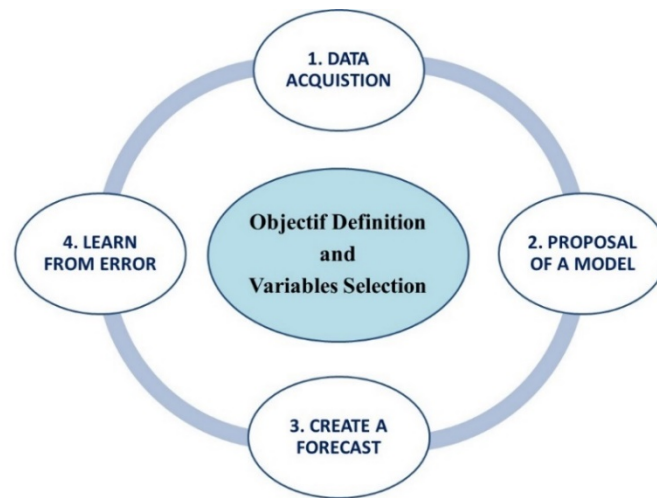 1. DATA
ACQUISTION
2. PROPOSAL
OF A MODEL
3. CREATE A
FORECAST
4. LEARN
FROM ERROR
Objectif Definition
and
Variables Selection